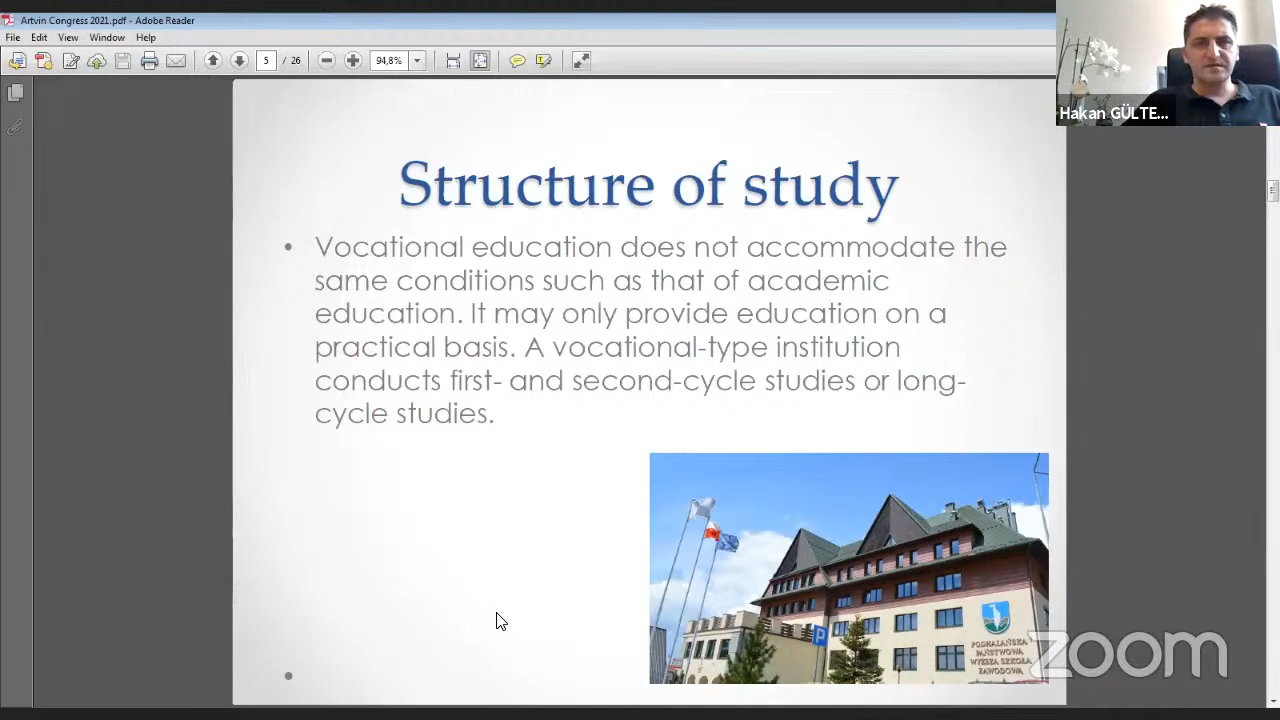 Artvin Congress 2021.pdf - Adobe Reader
File Edit View Window Help
5 / 26 94,8%
Hakan GÜLTE...
Structure of study
• Vocational education does not accommodate the
same conditions such as that of academic
education. It may only provide education on a
practical basis. A vocational-type institution
conducts first- and second-cycle studies or long-
cycle studies.
P
PODHALAŃSKA
PAŃSTWOWA
WYŻSZA SZKOŁA
ZAWODOWA
zoom